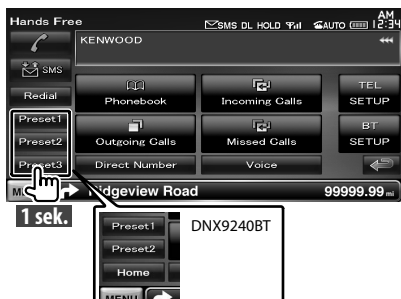 Hands Free SMS DL HOLD AUTO AM 12:34
KENWOOD
SMS
Redial
Phonebook Incoming Calls TEL SETUP
Preset1
Preset2
Preset3
Outgoing Calls Missed Calls BT SETUP
Direct Number Voice
Ridgeview Road 99999.99 mi
1 sek.
Preset1
Preset2
Home
MENU
DNX9240BT